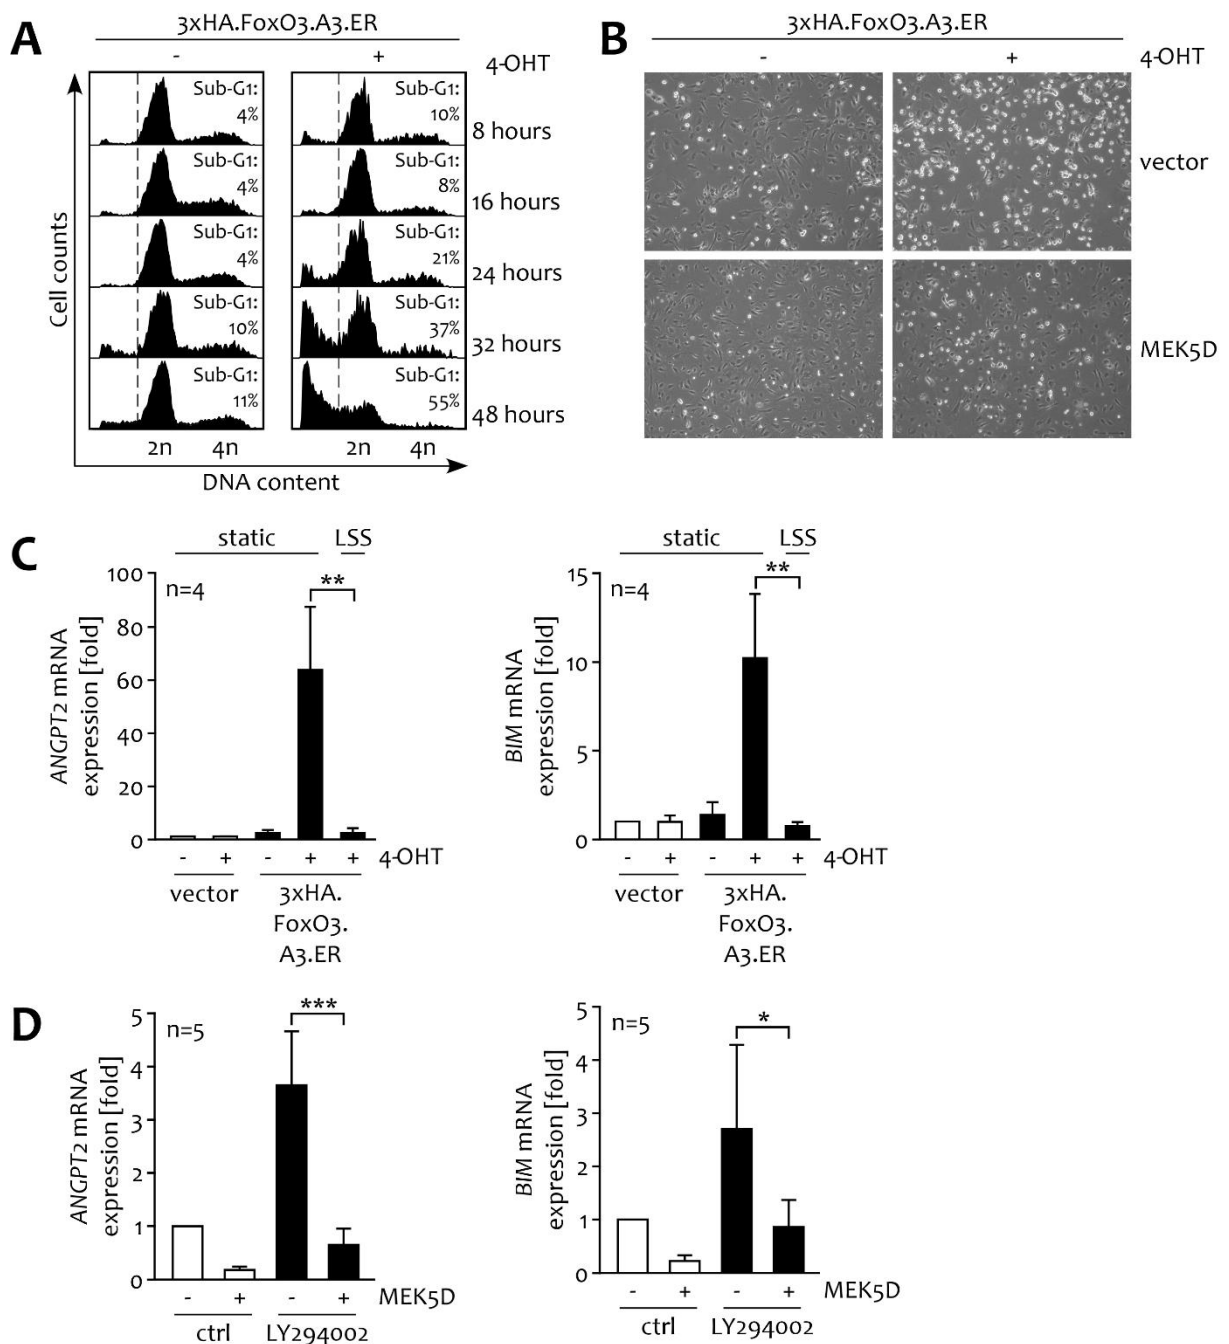 A
3xHA.FoxO3.A3.ER
- + 4-OHT
Sub-G1: 4% Sub-G1: 10% 8 hours
Sub-G1: 4% Sub-G1: 8% 16 hours
Sub-G1: 4% Sub-G1: 21% 24 hours
Sub-G1: 10% Sub-G1: 37% 32 hours
Sub-G1: 11% Sub-G1: 55% 48 hours
Cell counts
2n 4n 2n 4n
DNA content
B
3xHA.FoxO3.A3.ER
- + 4-OHT
vector
MEK5D
C
static LSS
n=4
**
ANGPT2 mRNA
expression [fold]
100
80
60
40
20
0
- + - + + 4-OHT
vector 3xHA.
FoxO3.
A3.ER
static LSS
n=4
**
BIM mRNA
expression [fold]
15
10
5
0
- + - + + 4-OHT
vector 3xHA.
FoxO3.
A3.ER
D
n=5
***
ANGPT2 mRNA
expression [fold]
5
4
3
2
1
0
- + - + MEK5D
ctrl LY294002
n=5
*
BIM mRNA
expression [fold]
5
4
3
2
1
0
- + - + MEK5D
ctrl LY294002